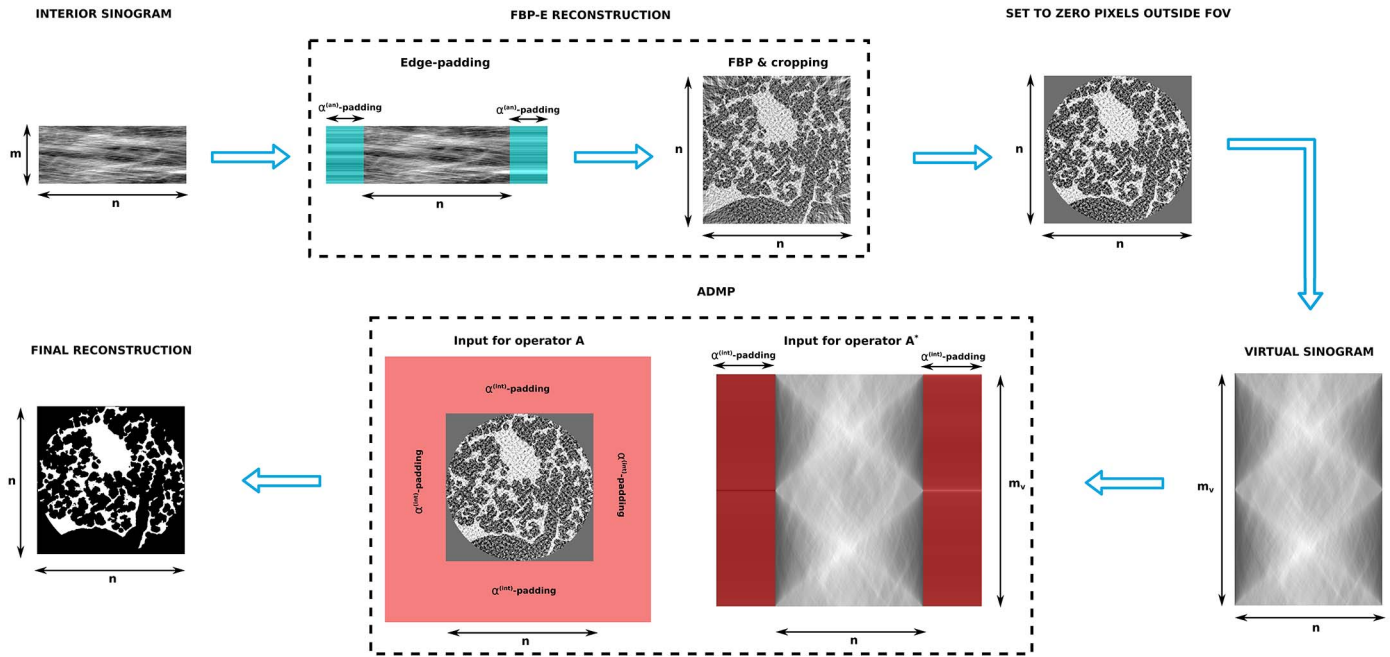 INTERIOR SINOGRAM
FBP-E RECONSTRUCTION
SET TO ZERO PIXELS OUTSIDE FOV
Edge-padding
FBP & cropping
α(an)-padding
α(an)-padding
m
n
n
n
n
n
n
ADMP
FINAL RECONSTRUCTION
Input for operator A
Input for operator A*
VIRTUAL SINOGRAM
α(int)-padding
α(int)-padding
α(int)-padding
α(int)-padding
α(int)-padding
α(int)-padding
n
mv
mv
n
n
n
n